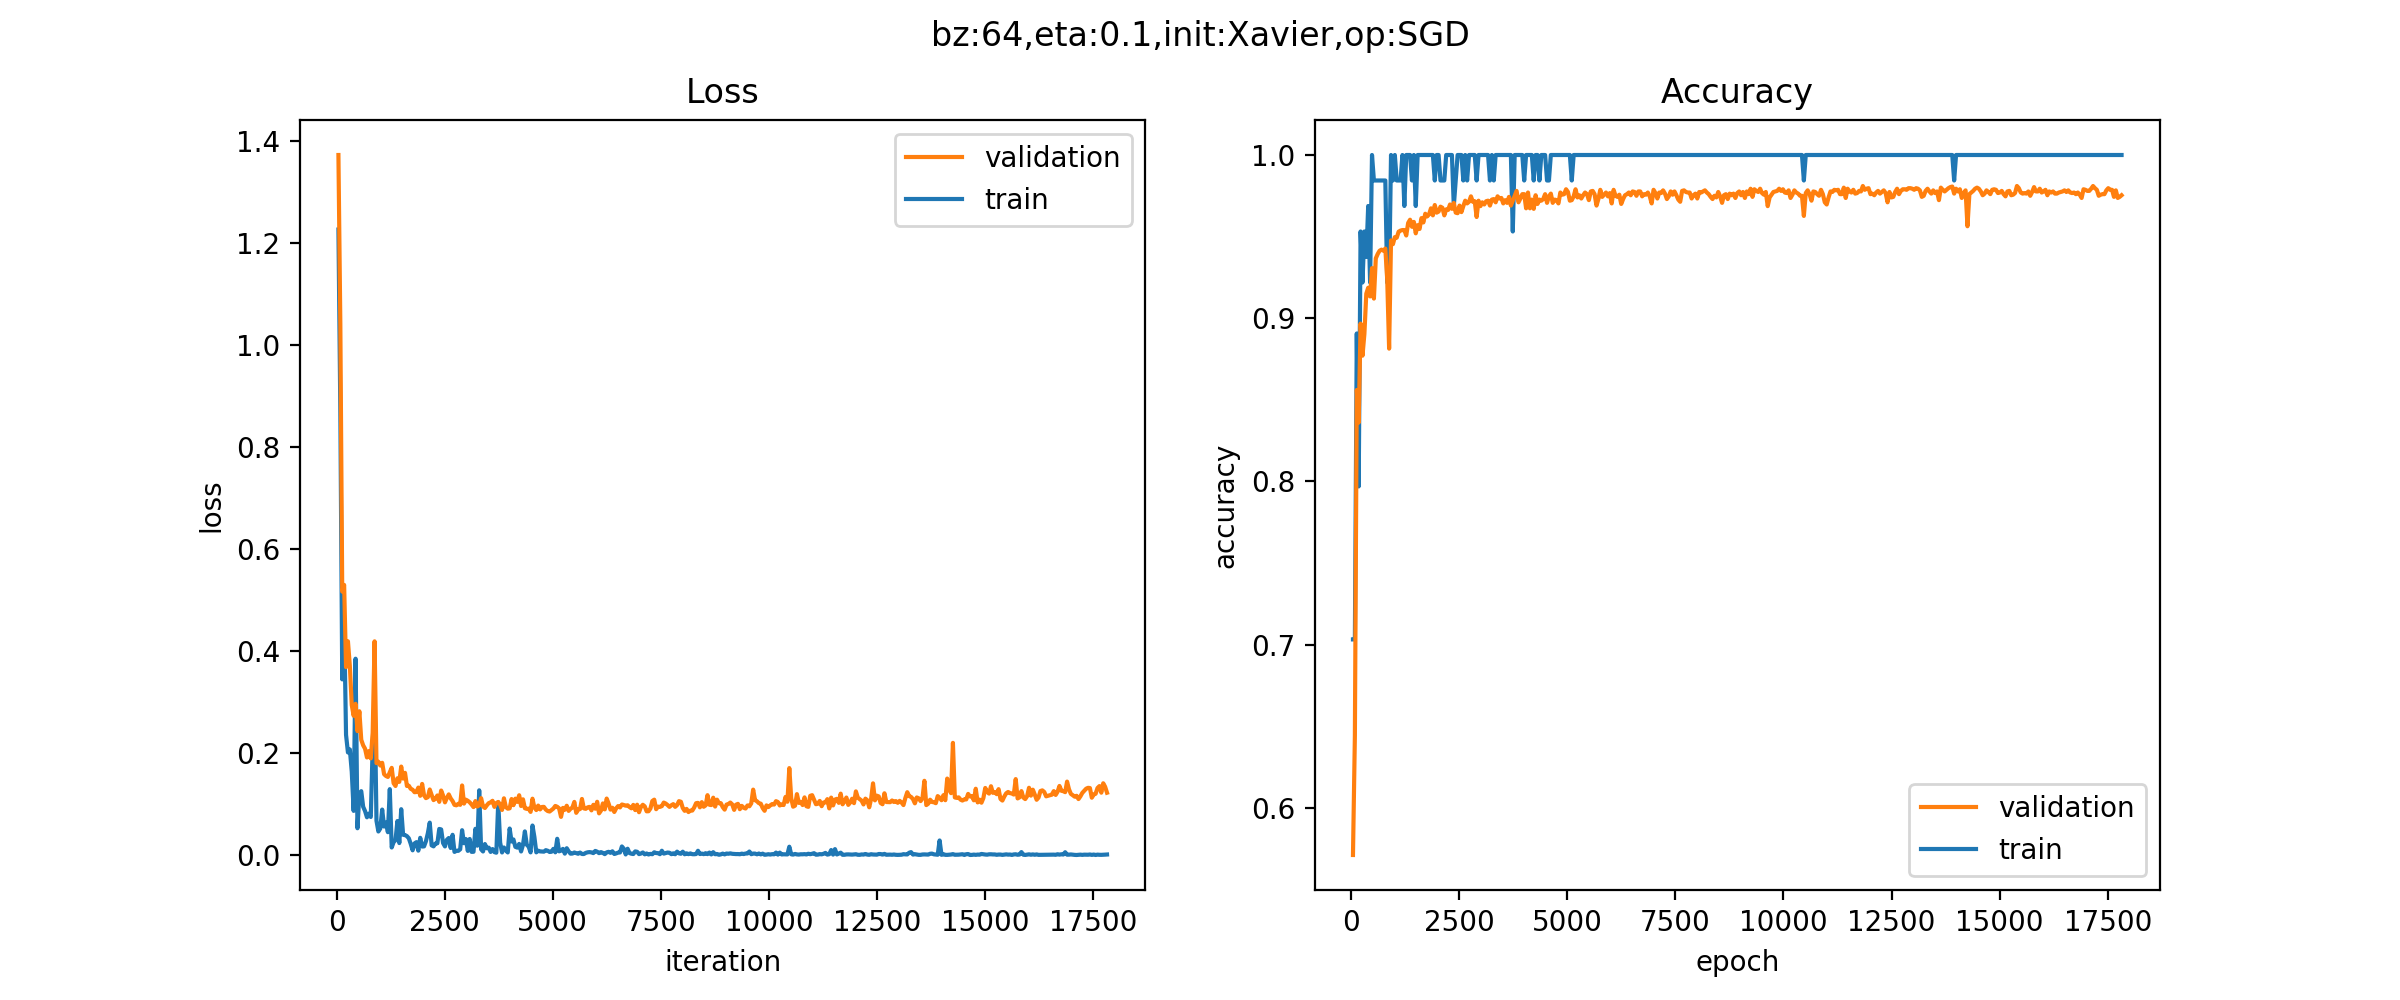 bz:64,eta:0.1,init:Xavier,op:SGD
Loss
1.4
1.2
1.0
0.8
0.6
0.4
0.2
0.0
loss
validation
train
0 2500 5000 7500 10000 12500 15000 17500
iteration
Accuracy
1.0
0.9
0.8
0.7
0.6
accuracy
validation
train
0 2500 5000 7500 10000 12500 15000 17500
epoch